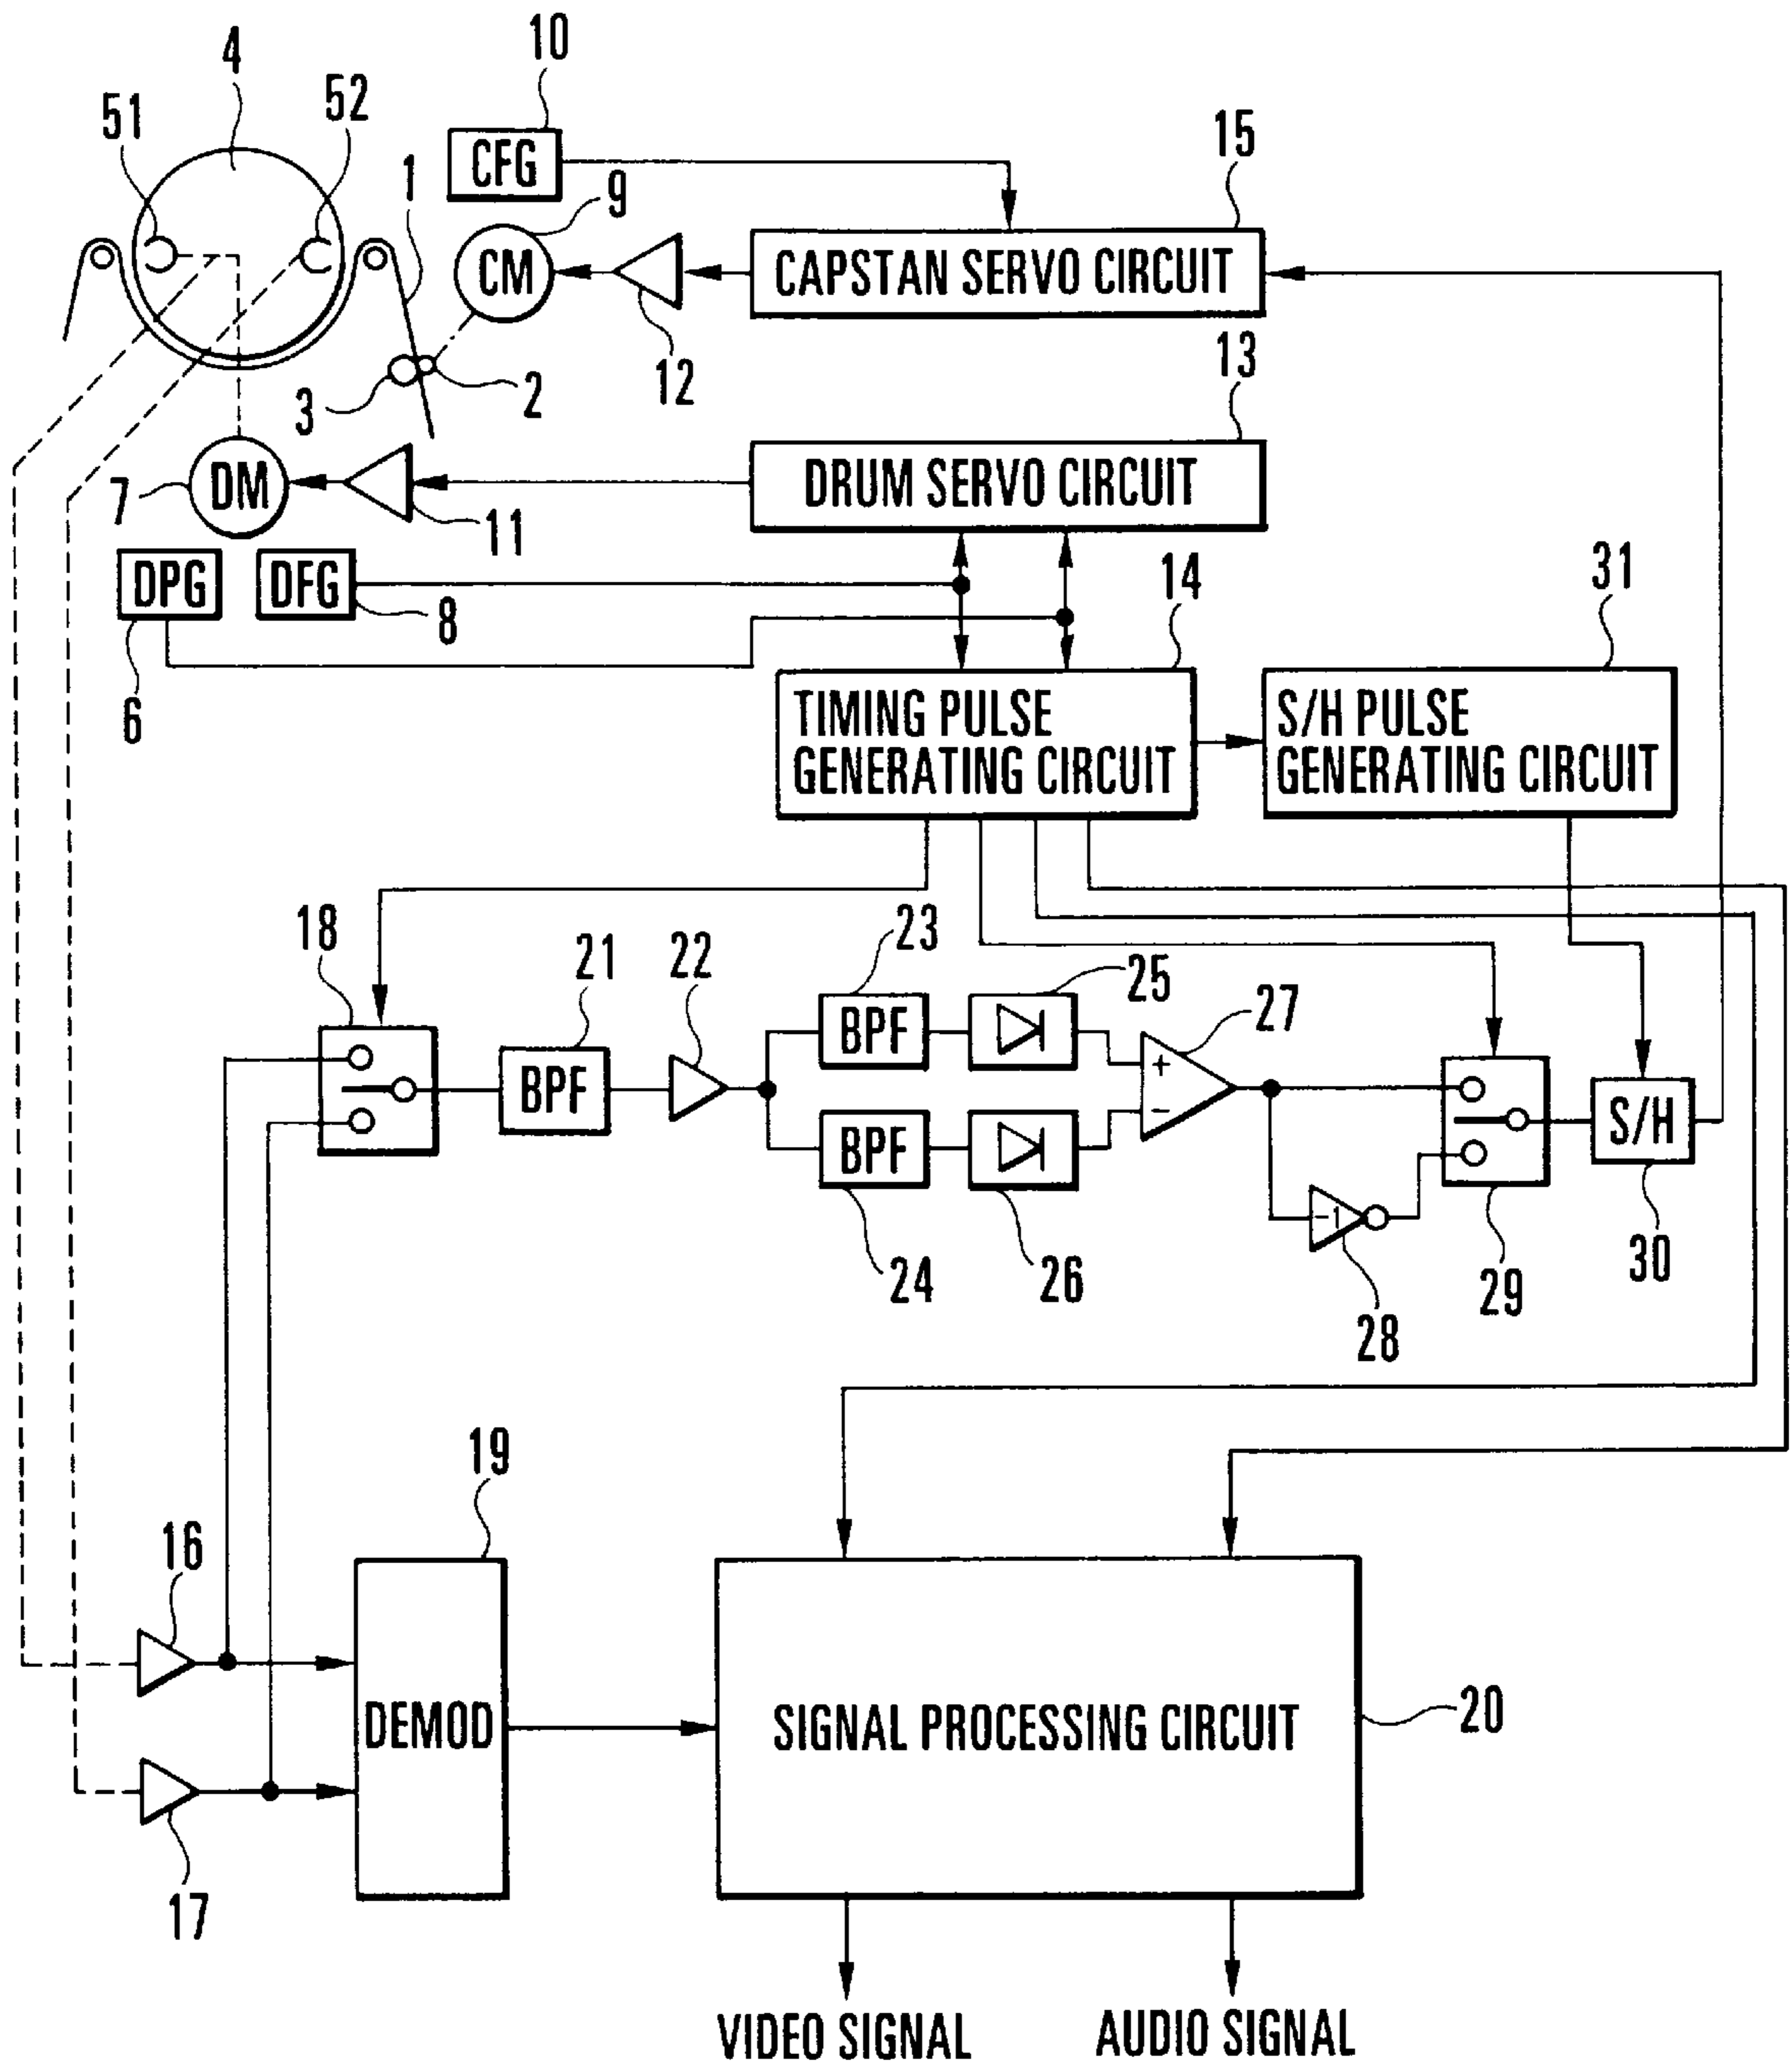 10
4
52
51
15
CFG
1
9
CM
CAPSTAN SERVO CIRCUIT
12
13
3
2
DRUM SERVO CIRCUIT
7
DM
11
31
14
DPG
DFG
8
6
TIMING PULSE
GENERATING CIRCUIT
S/H PULSE
GENERATING CIRCUIT
18
21
22
23
25
27
BPF
+
BPF
S/H
BPF
−
−1
24
26
28
29
30
19
16
DEMOD
SIGNAL PROCESSING CIRCUIT
20
17
VIDEO SIGNAL
AUDIO SIGNAL